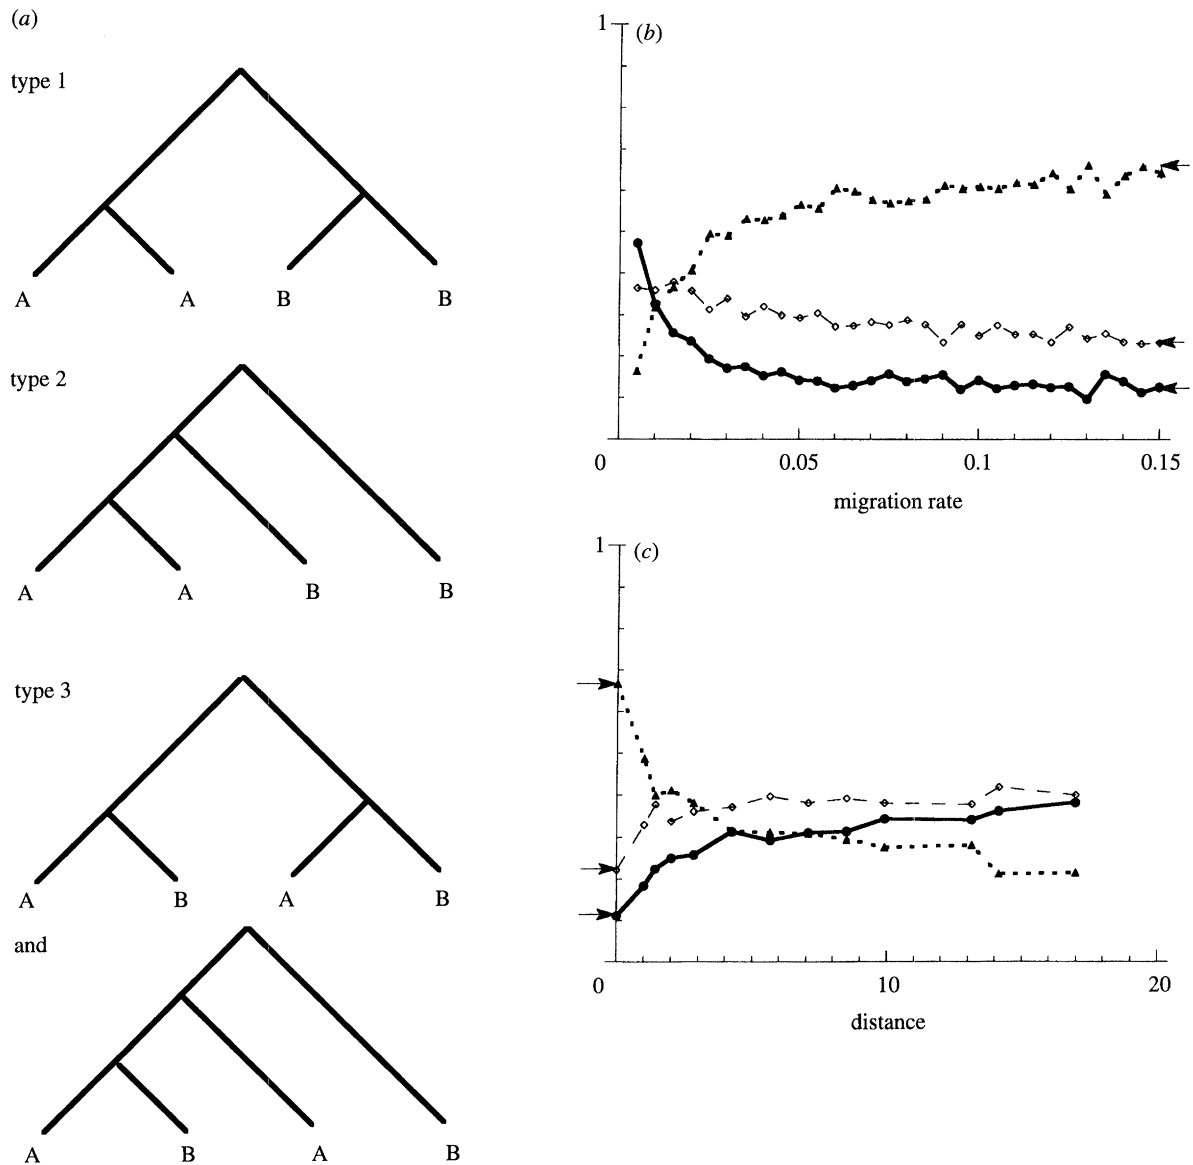 (a)
type 1
A A B B
type 2
A A B B
type 3
A B A B
and
A B A B
1 (b)
0 0.05 0.1 0.15
migration rate
1 (c)
0 10 20
distance